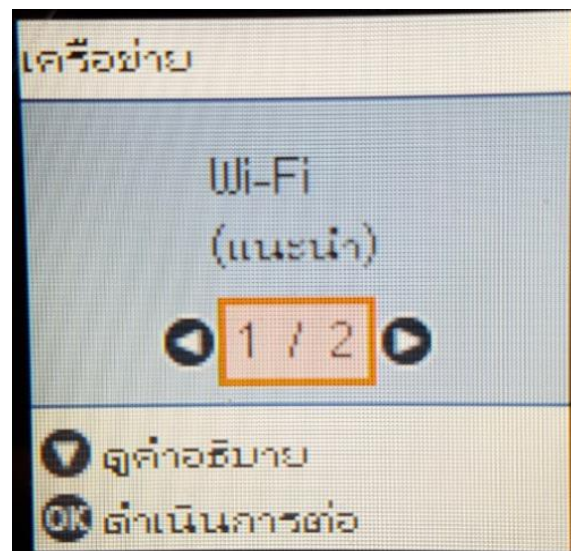 เครือข่าย
Wi-Fi
(แนะนำ)
1 / 2
ดูคำอธิบาย
OK ดำเนินการต่อ